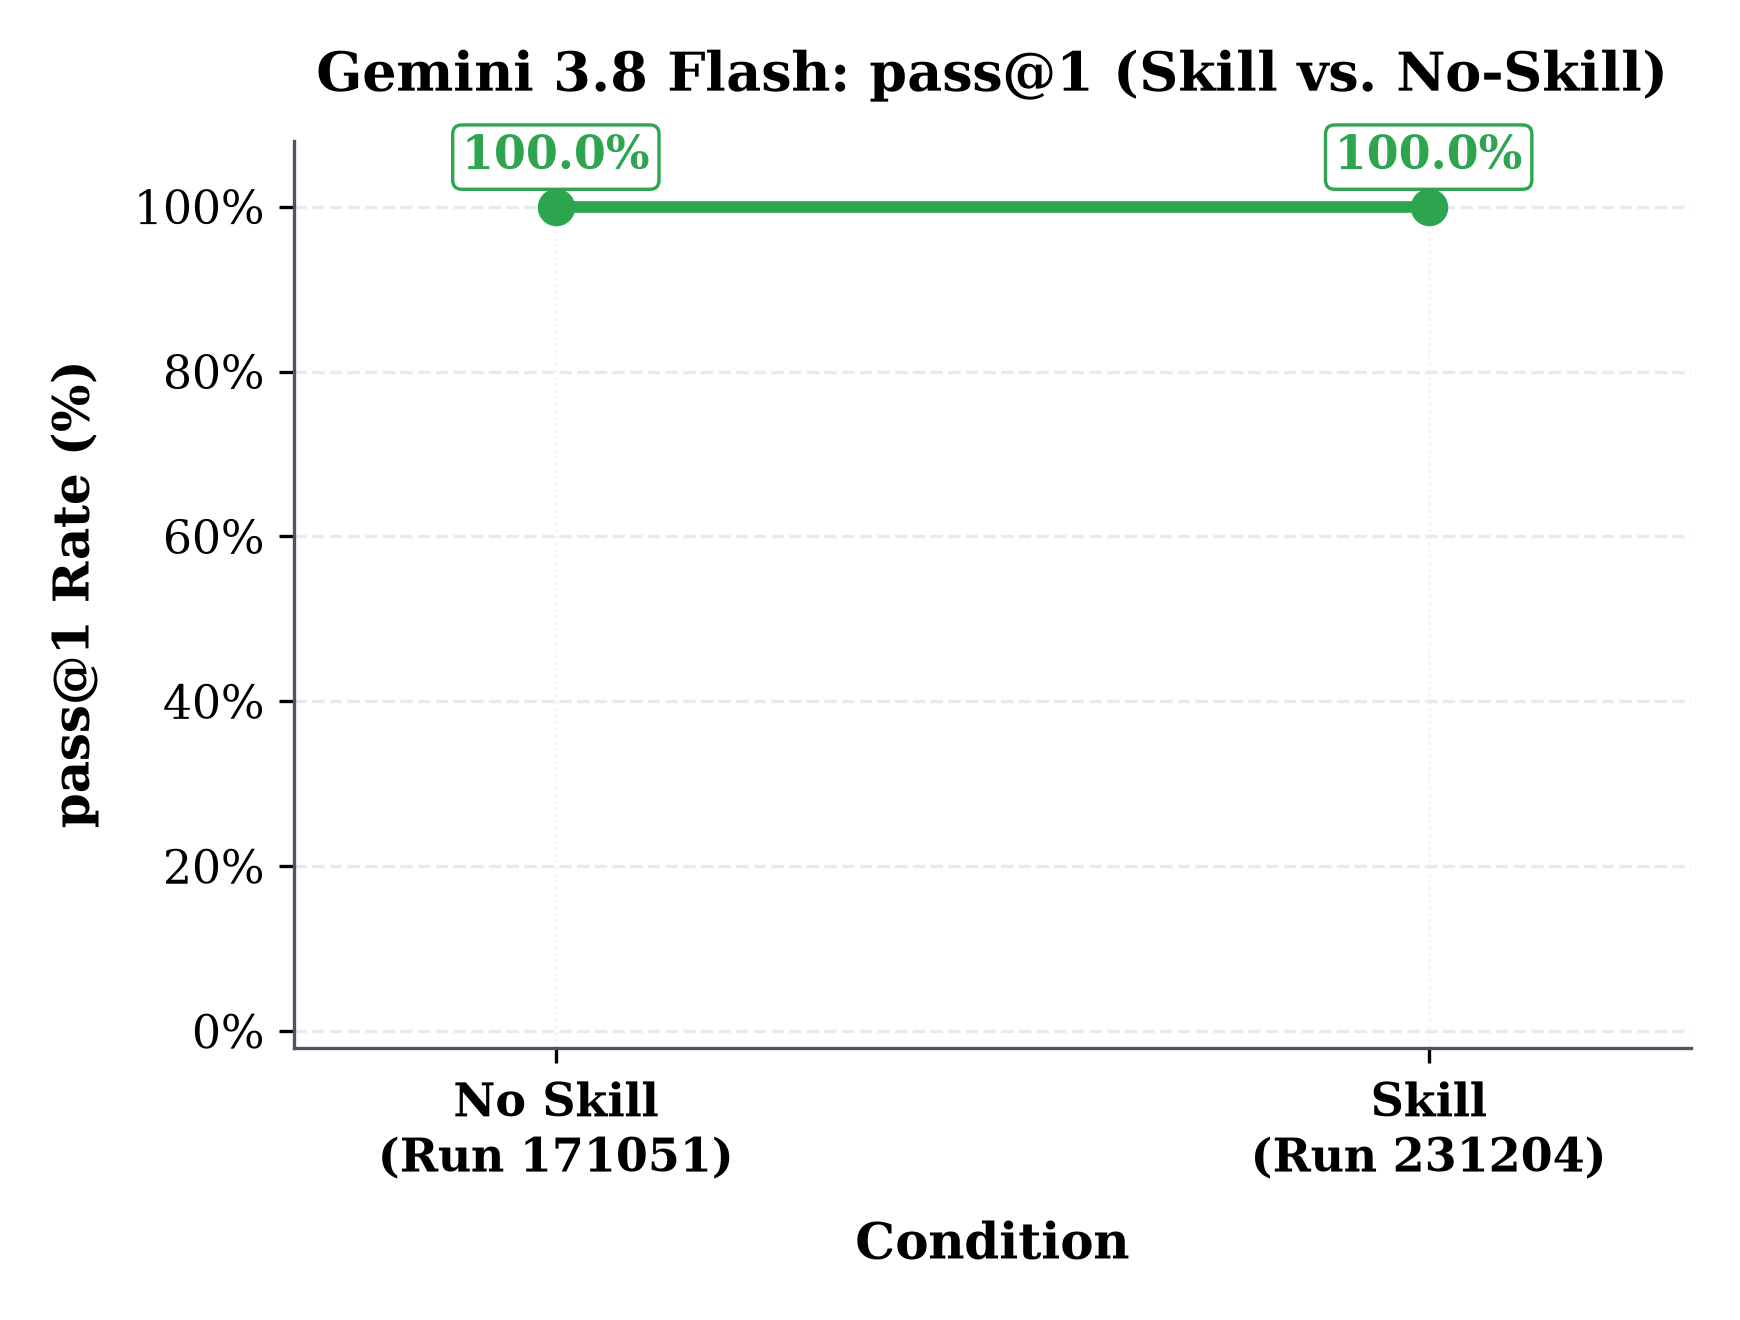 Gemini 3.8 Flash: pass@1 (Skill vs. No-Skill)
100.0%
100.0%
100%
80%
60%
40%
20%
0%
pass@1 Rate (%)
No Skill
(Run 171051)
Skill
(Run 231204)
Condition